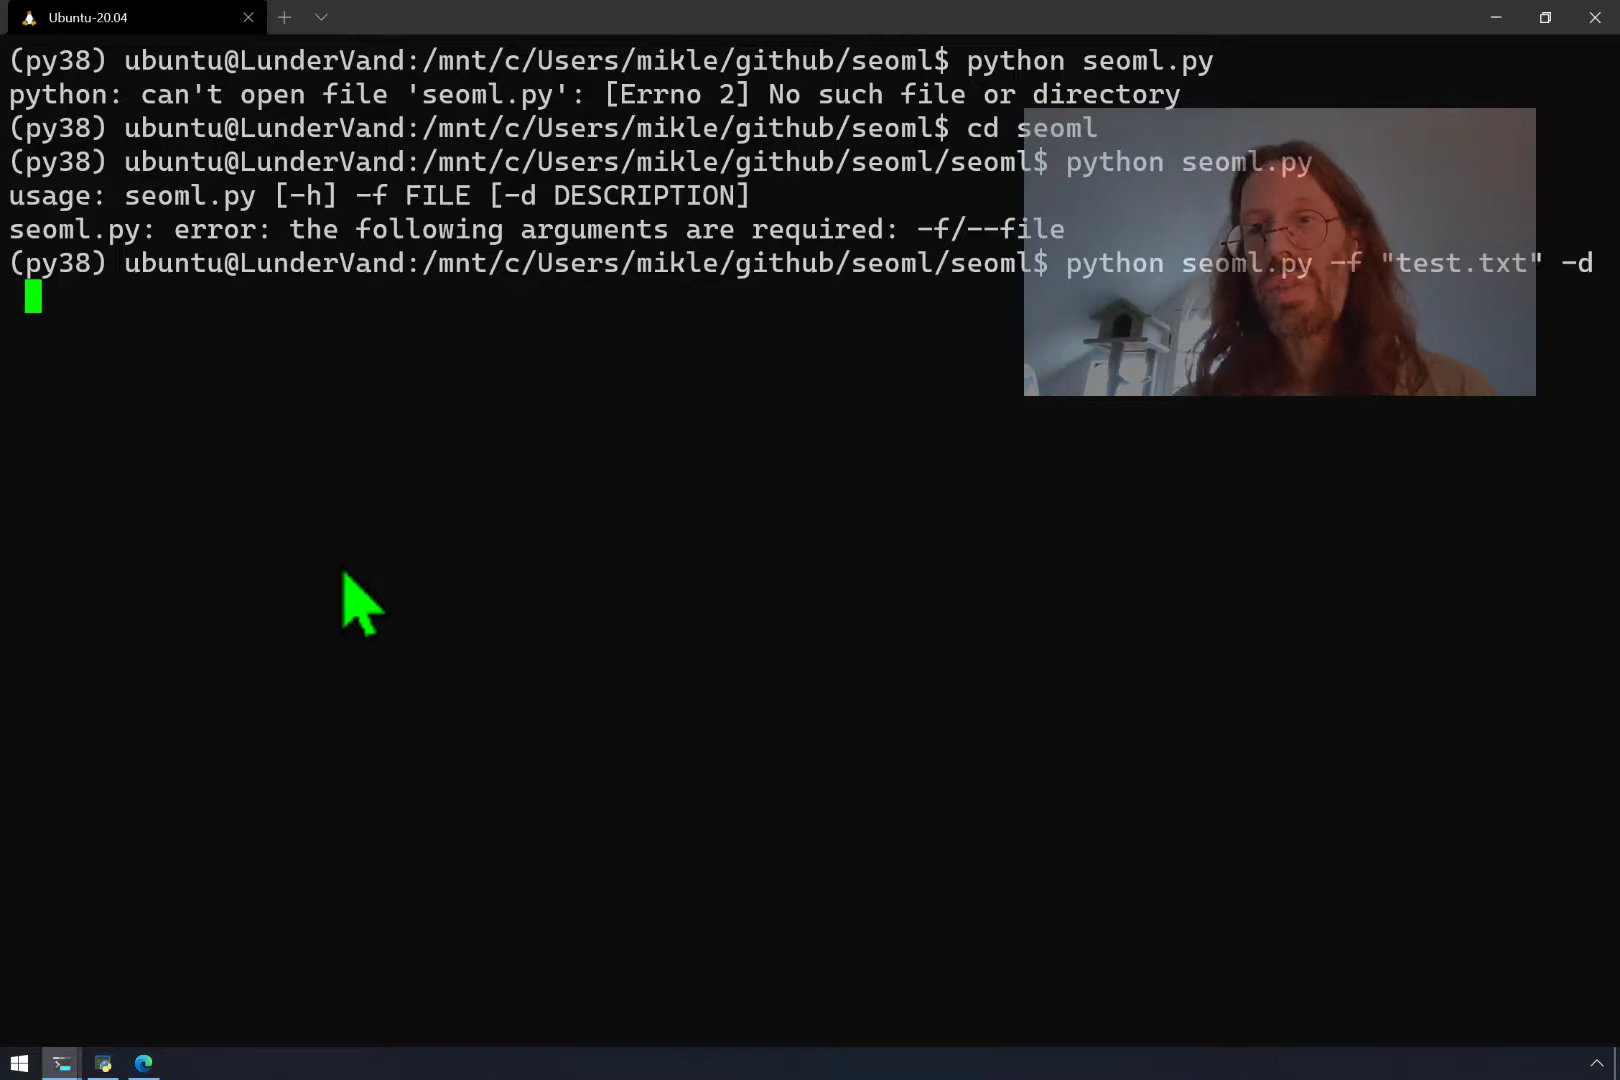 Ubuntu-20.04
(py38) ubuntu@LunderVand:/mnt/c/Users/mikle/github/seoml$ python seoml.py
python: can't open file 'seoml.py': [Errno 2] No such file or directory
(py38) ubuntu@LunderVand:/mnt/c/Users/mikle/github/seoml$ cd seoml
(py38) ubuntu@LunderVand:/mnt/c/Users/mikle/github/seoml/seoml$ python seoml.py
usage: seoml.py [-h] -f FILE [-d DESCRIPTION]
seoml.py: error: the following arguments are required: -f/--file
(py38) ubuntu@LunderVand:/mnt/c/Users/mikle/github/seoml/seoml$ python seoml.py -f "test.txt" -d